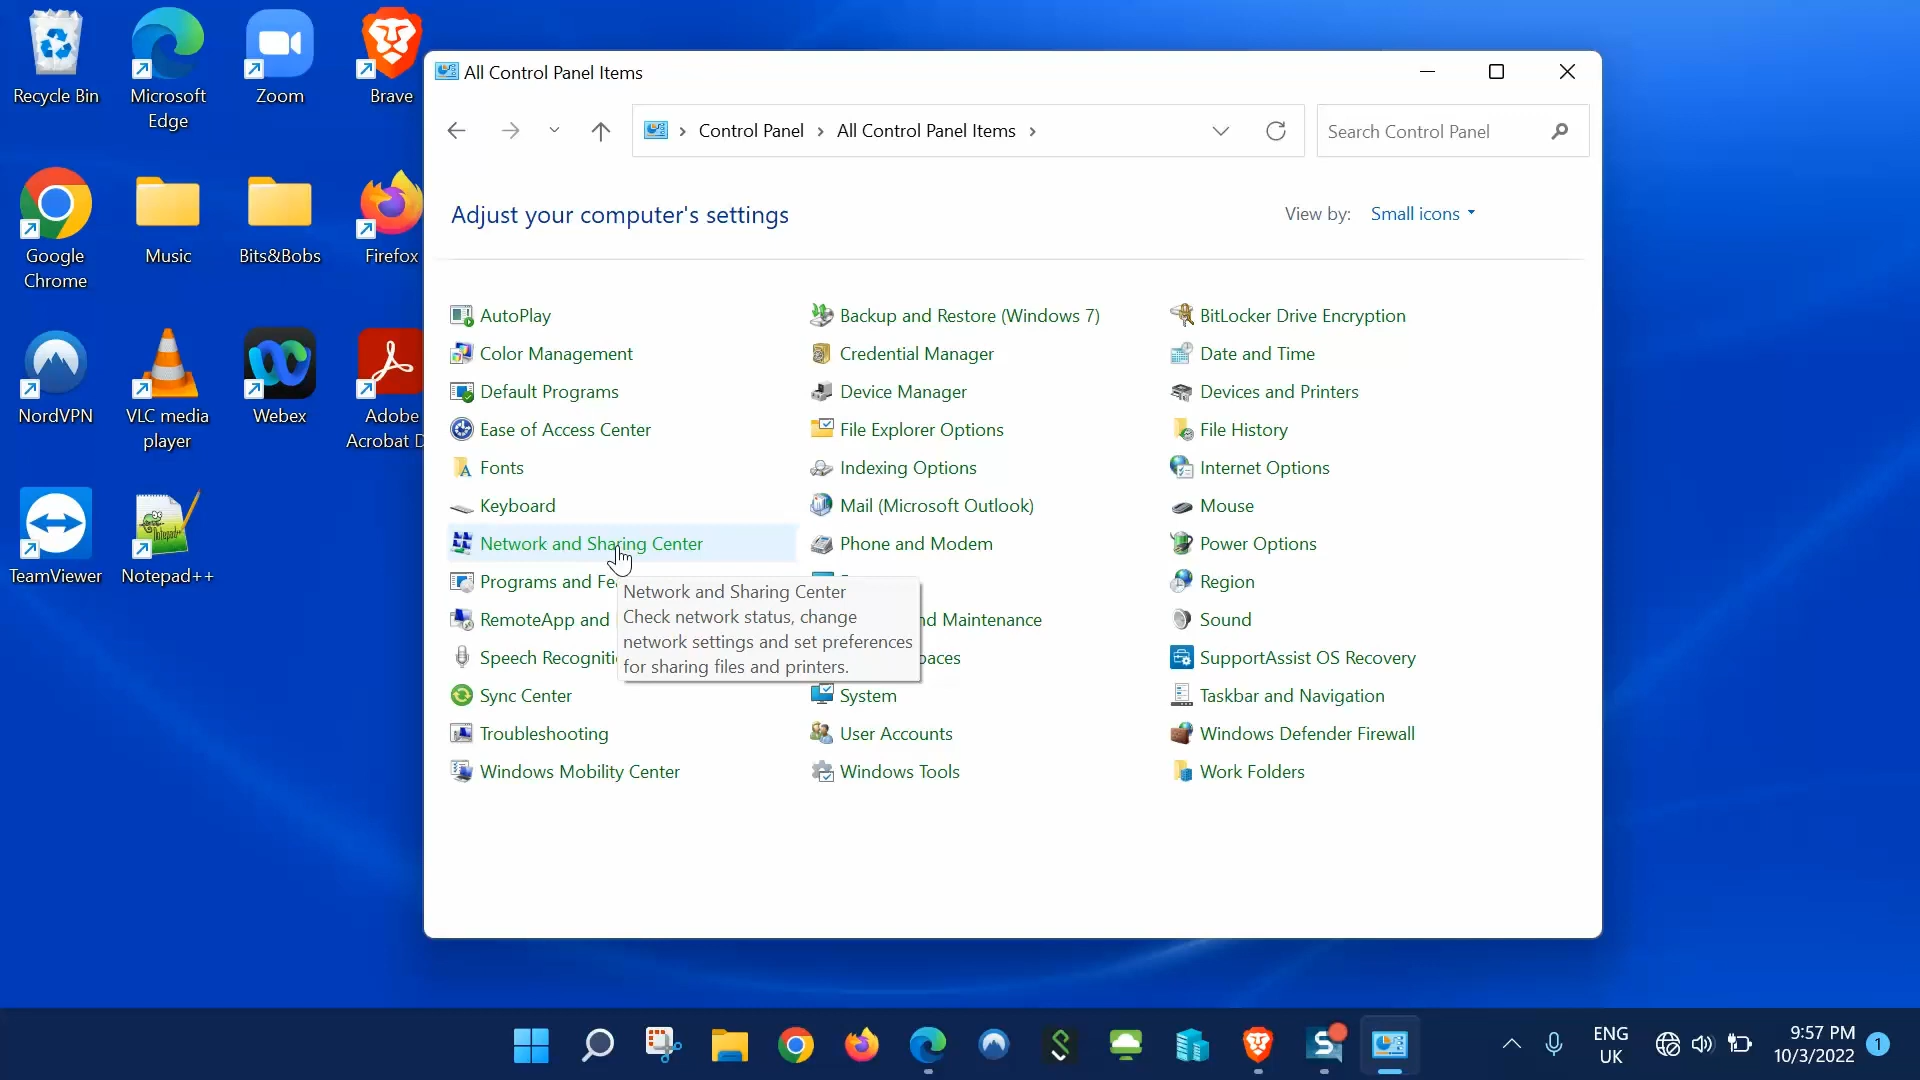 Recycle Bin
Microsoft
Edge
Zoom
Brave
Google
Chrome
Music
Bits&Bobs
Firefox
NordVPN
VLC media
player
Webex
Adobe
Acrobat D
TeamViewer
Notepad++
All Control Panel Items
Control Panel > All Control Panel Items >
Search Control Panel
Adjust your computer's settings
View by: Small icons
AutoPlay
Color Management
Default Programs
Ease of Access Center
Fonts
Keyboard
Network and Sharing Center
Programs and Fe
RemoteApp and
Speech Recogniti
Sync Center
Troubleshooting
Windows Mobility Center
Network and Sharing Center
Check network status, change
network settings and set preferences
for sharing files and printers.
Backup and Restore (Windows 7)
Credential Manager
Device Manager
File Explorer Options
Indexing Options
Mail (Microsoft Outlook)
Phone and Modem
nd Maintenance
paces
System
User Accounts
Windows Tools
BitLocker Drive Encryption
Date and Time
Devices and Printers
File History
Internet Options
Mouse
Power Options
Region
Sound
SupportAssist OS Recovery
Taskbar and Navigation
Windows Defender Firewall
Work Folders
ENG
UK
9:57 PM
10/3/2022
1